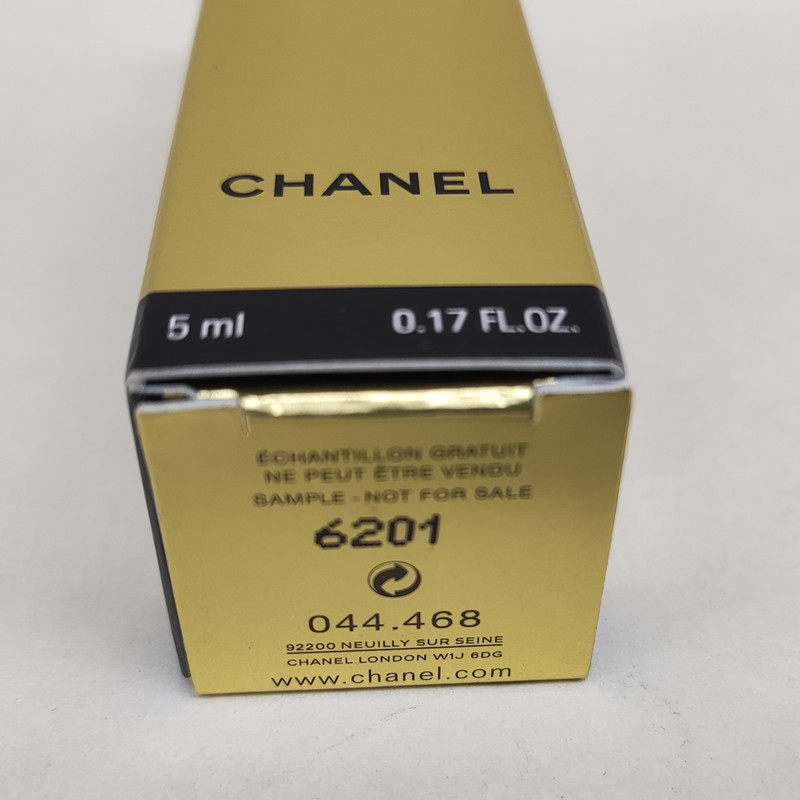 CHANEL
5 ml 0.17 FL.OZ.
ÉCHANTILLON GRATUIT
NE PEUT ÊTRE VENDU
SAMPLE - NOT FOR SALE
6201
044.468
92200 NEUILLY SUR SEINE
CHANEL LONDON W1J 6DG
www.chanel.com